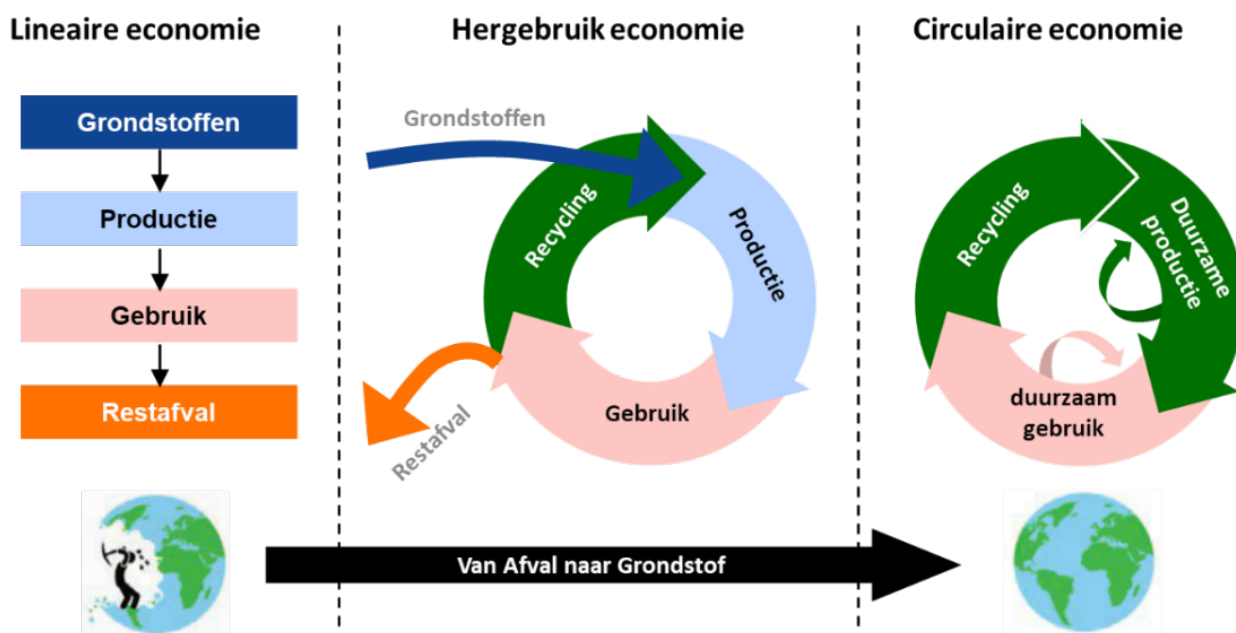 Lineaire economie
Hergebruik economie
Circulaire economie
Grondstoffen
Productie
Gebruik
Restafval
Grondstoffen
Recycling
Productie
Gebruik
Restafval
Recycling
Duurzame
productie
duurzaam
gebruik
Van Afval naar Grondstof